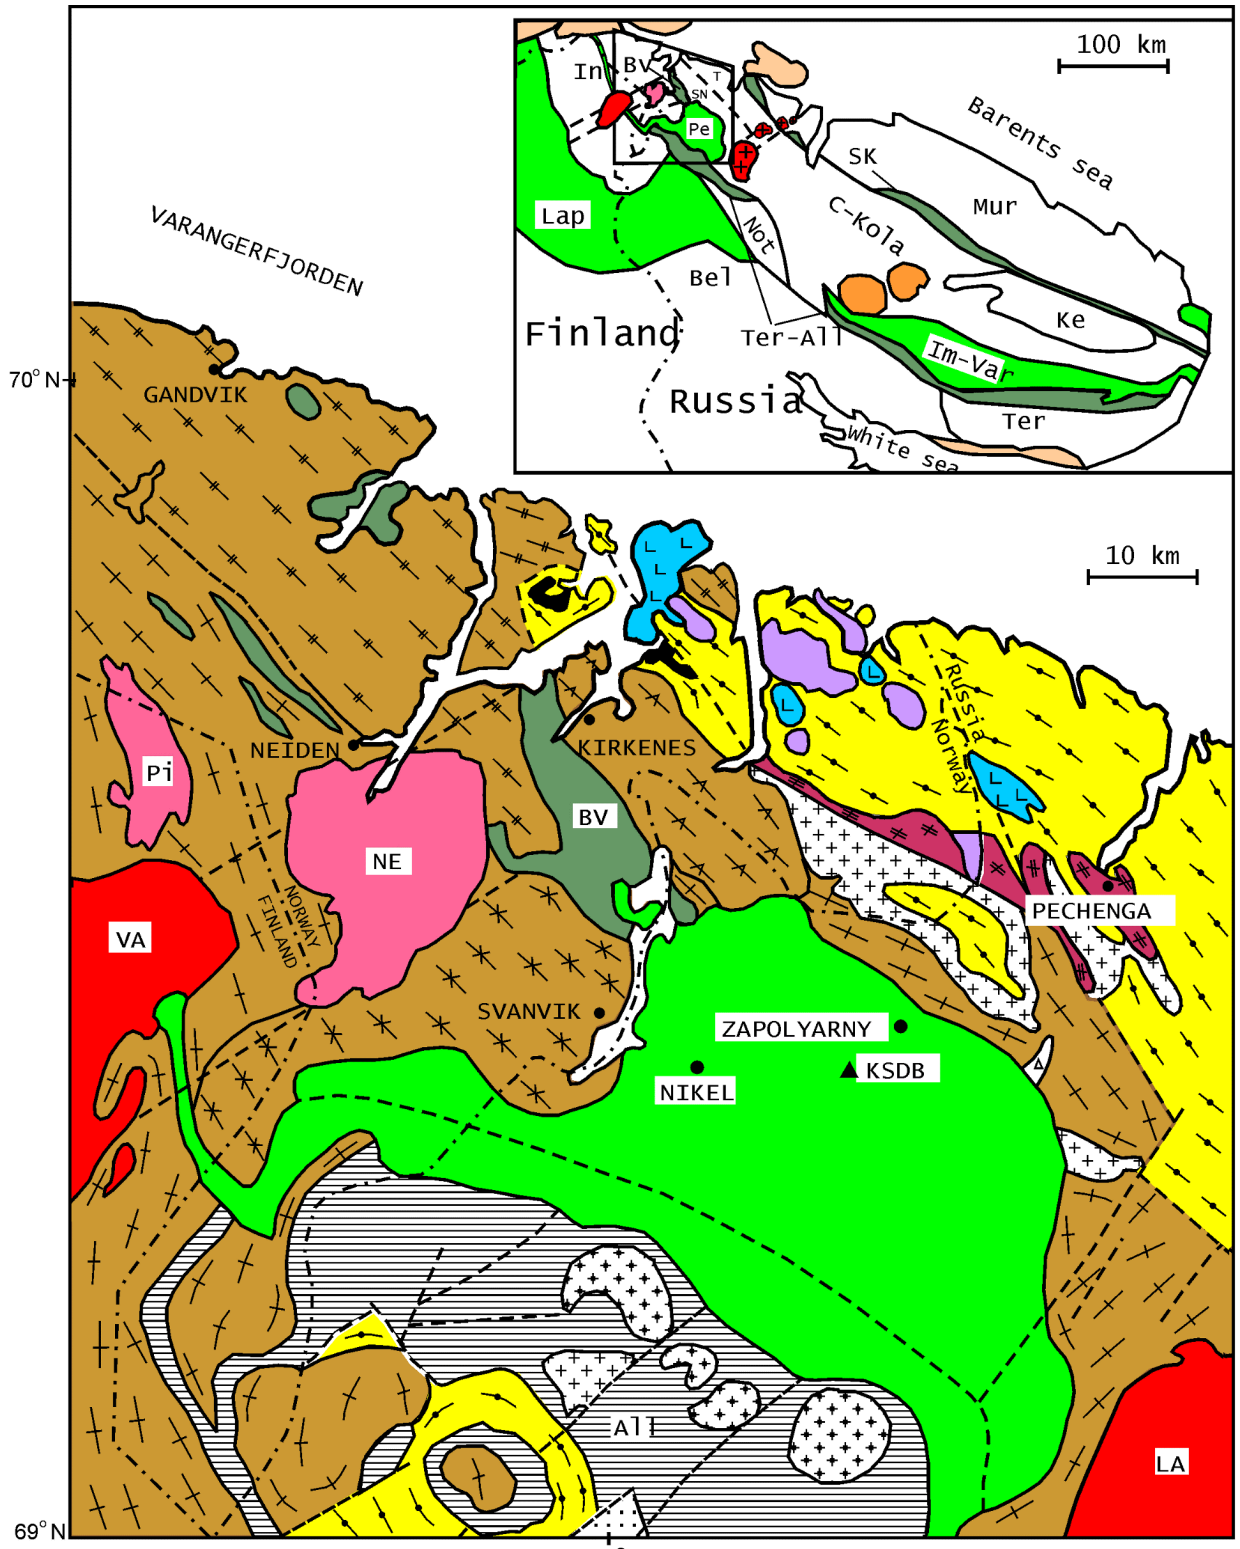 100 km
Barents sea
In
BV
T
SN
Pe
SK
Mur
C-Kola
Lap
Not
Bel
Ke
Finland
Ter-All
Im-Var
Russia
Ter
White sea
VARANGERFJORDEN
70° N
GANDVIK
10 km
Russia
Norway
NEIDEN
KIRKENES
Pi
BV
NE
NORWAY
FINLAND
PECHENGA
VA
SVANVIK
ZAPOLYARNY
KSDB
NIKEL
All
LA
69° N